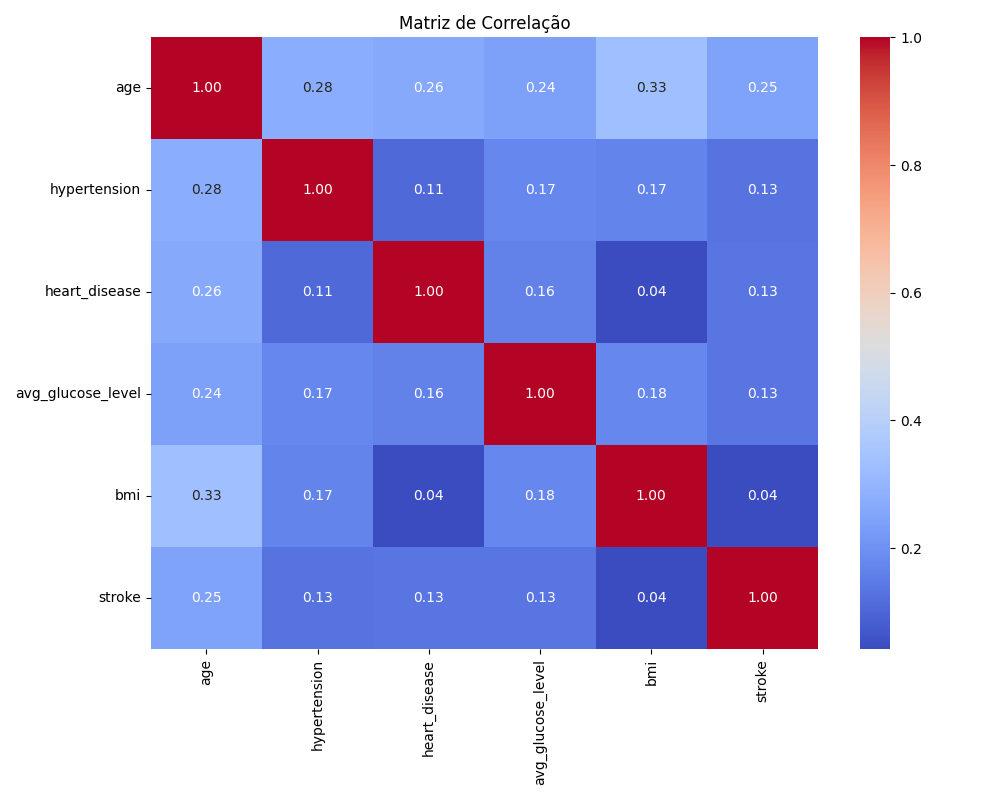 Matriz de Correlação
age 1.00 0.28 0.26 0.24 0.33 0.25
hypertension 0.28 1.00 0.11 0.17 0.17 0.13
heart_disease 0.26 0.11 1.00 0.16 0.04 0.13
avg_glucose_level 0.24 0.17 0.16 1.00 0.18 0.13
bmi 0.33 0.17 0.04 0.18 1.00 0.04
stroke 0.25 0.13 0.13 0.13 0.04 1.00
age
hypertension
heart_disease
avg_glucose_level
bmi
stroke
1.0
0.8
0.6
0.4
0.2